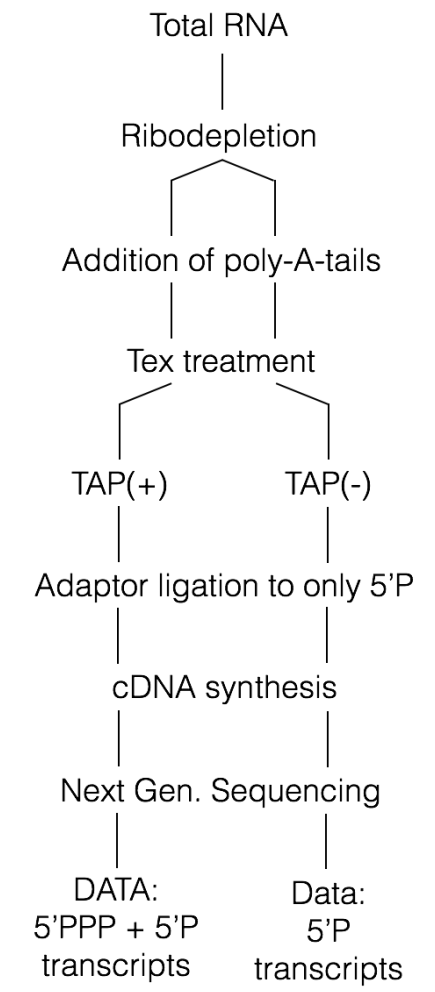 Total RNA
Ribodepletion
Addition of poly-A-tails
Tex treatment
TAP(+) TAP(-)
Adaptor ligation to only 5'P
cDNA synthesis
Next Gen. Sequencing
DATA:
5'PPP + 5'P
transcripts
Data:
5'P
transcripts